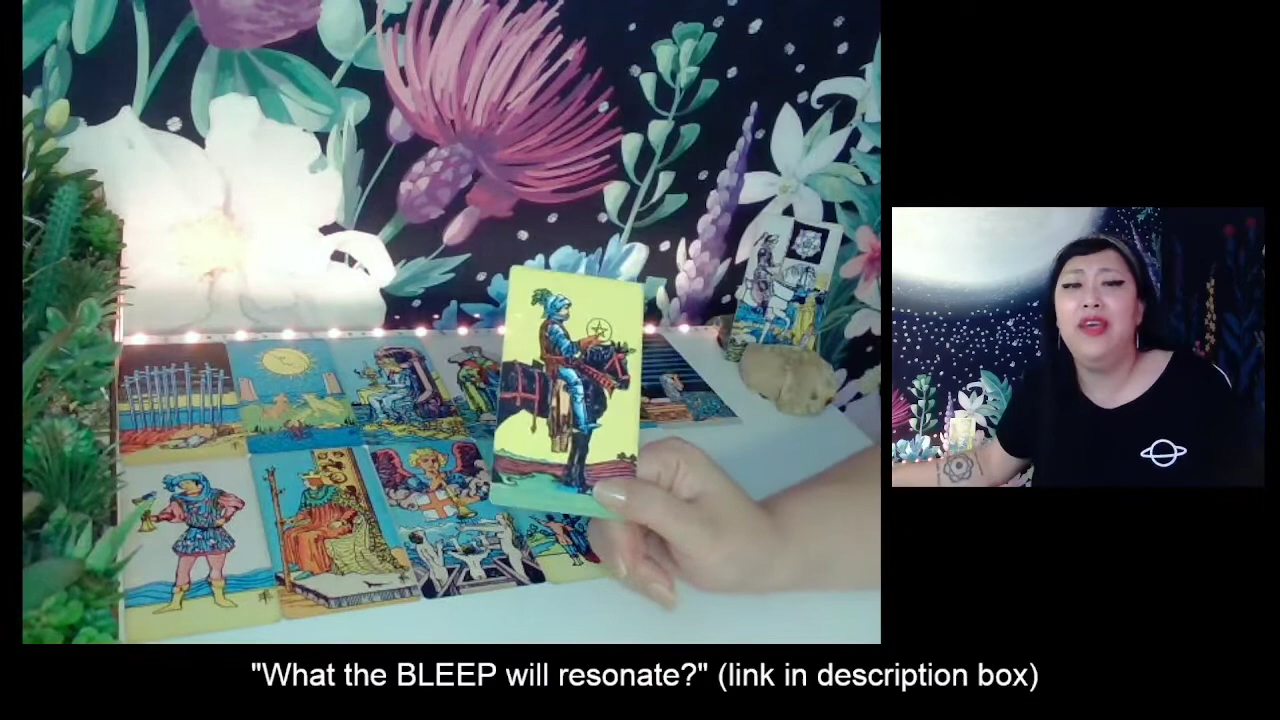 "What the BLEEP will resonate?" (link in description box)